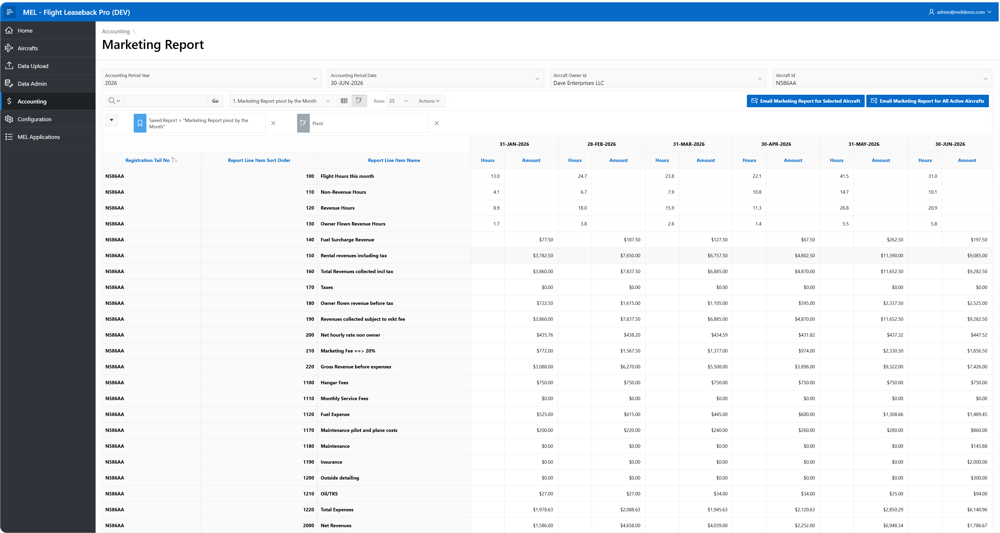 MEL - Flight Leaseback Pro (DEV)
admin@meldemo.com
Home
Aircrafts
Data Upload
Data Admin
Accounting
Configuration
MEL Applications
Accounting \
Marketing Report
Accounting Period Year
2026
Accounting Period Date
30-JUN-2026
Aircraft Owner Id
Dave Enterprises LLC
Aircraft Id
N586AA
Go 1. Marketing Report pivot by the Month Rows 25 Actions Email Marketing Report for Selected Aircraft Email Marketing Report for All Active Aircrafts
Saved Report = "Marketing Report pivot by the
Month"
Pivot
31-JAN-2026 28-FEB-2026 31-MAR-2026 30-APR-2026 31-MAY-2026 30-JUN-2026
Registration Tail No Report Line Item Sort Order Report Line Item Name Hours Amount Hours Amount Hours Amount Hours Amount Hours Amount Hours Amount
N586AA 100 Flight Hours this month 13.0 24.7 23.8 22.1 41.5 31.0
N586AA 110 Non-Revenue Hours 4.1 6.7 7.9 10.8 14.7 10.1
N586AA 120 Revenue Hours 8.9 18.0 15.9 11.3 26.8 20.9
N586AA 130 Owner Flown Revenue Hours 1.7 3.8 2.6 1.4 5.5 5.8
N586AA 140 Fuel Surcharge Revenue $77.50 $187.50 $127.50 $67.50 $262.50 $197.50
N586AA 150 Rental revenues including tax $3,782.50 $7,650.00 $6,757.50 $4,802.50 $11,390.00 $9,085.00
N586AA 160 Total Revenues collected incl tax $3,860.00 $7,837.50 $6,885.00 $4,870.00 $11,652.50 $9,282.50
N586AA 170 Taxes $0.00 $0.00 $0.00 $0.00 $0.00 $0.00
N586AA 180 Owner flown revenue before tax $722.50 $1,615.00 $1,105.00 $595.00 $2,337.50 $2,525.00
N586AA 190 Revenues collected subject to mkt fee $3,860.00 $7,837.50 $6,885.00 $4,870.00 $11,652.50 $9,282.50
N586AA 200 Net hourly rate non owner $435.76 $438.20 $434.59 $431.82 $437.32 $447.52
N586AA 210 Marketing Fee ==> 20% $772.00 $1,567.50 $1,377.00 $974.00 $2,330.50 $1,856.50
N586AA 220 Gross Revenue before expenses $3,088.00 $6,270.00 $5,508.00 $3,896.00 $9,322.00 $7,426.00
N586AA 1100 Hangar Fees $750.00 $750.00 $750.00 $750.00 $750.00 $750.00
N586AA 1110 Monthly Service Fees $0.00 $0.00 $0.00 $0.00 $0.00 $0.00
N586AA 1120 Fuel Expense $525.00 $615.00 $445.00 $600.00 $1,308.66 $1,489.45
N586AA 1170 Maintenance pilot and plane costs $200.00 $220.00 $240.00 $260.00 $280.00 $860.00
N586AA 1180 Maintenance $0.00 $0.00 $0.00 $0.00 $0.00 $145.88
N586AA 1190 Insurance $0.00 $0.00 $0.00 $0.00 $0.00 $2,000.00
N586AA 1200 Outside detailing $0.00 $0.00 $0.00 $0.00 $0.00 $300.00
N586AA 1210 Oil/TKS $27.00 $27.00 $34.00 $34.00 $35.00 $94.00
N586AA 1220 Total Expenses $1,978.63 $2,088.63 $1,945.63 $2,120.63 $2,850.29 $6,140.96
N586AA 2000 Net Revenues $1,586.00 $4,658.00 $4,039.00 $2,252.00 $6,948.34 $1,786.67